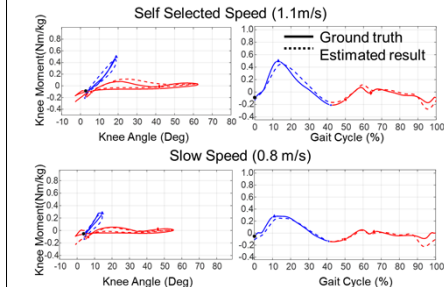 Self Selected Speed (1.1m/s)
Knee Moment(Nm/kg)
0.8
0.6
0.4
0.2
0
-0.2
-0.4
-10 0 10 20 30 40 50 60 70 80
Knee Angle (Deg)
Ground truth
Estimated result
0.8
0.6
0.4
0.2
0
-0.2
-0.4
0 10 20 30 40 50 60 70 80 90 100
Gait Cycle (%)
Slow Speed (0.8 m/s)
Knee Moment(Nm/kg)
0.8
0.6
0.4
0.2
0
-0.2
-0.4
-10 0 10 20 30 40 50 60 70 80
Knee Angle (Deg)
0.8
0.6
0.4
0.2
0
-0.2
-0.4
0 10 20 30 40 50 60 70 80 90 100
Gait Cycle (%)